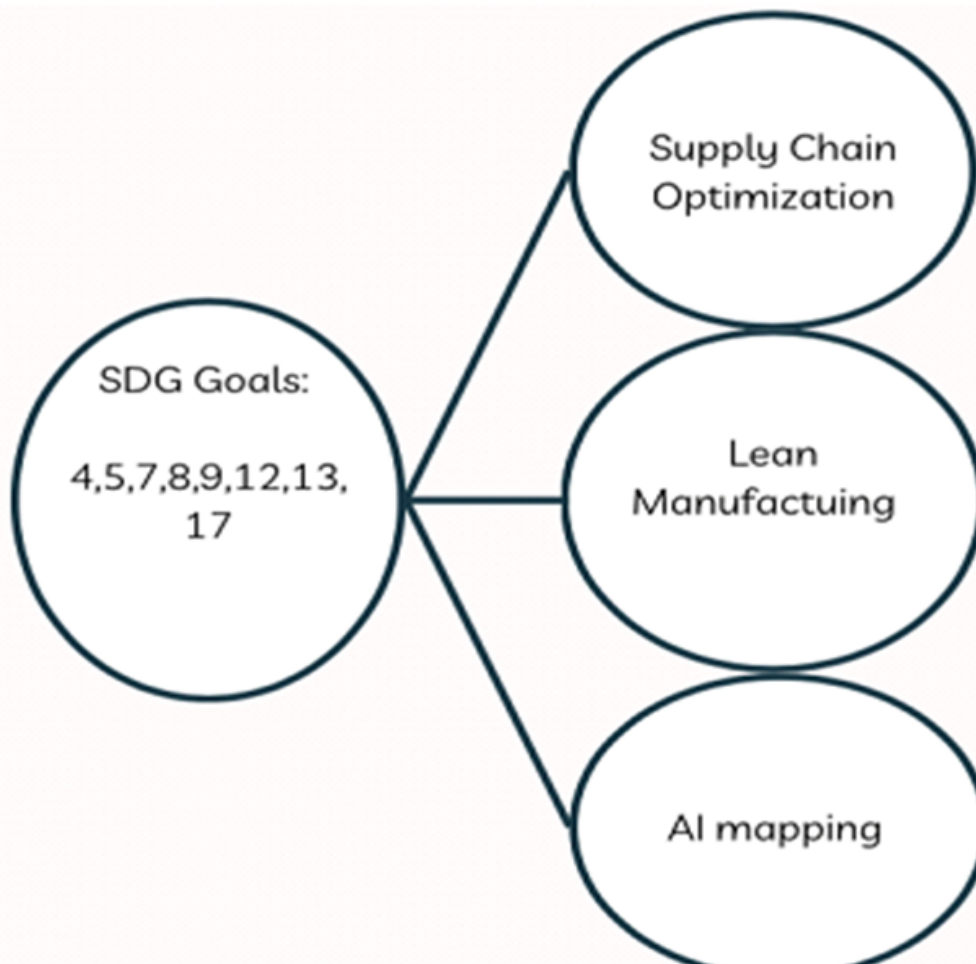 SDG Goals:
4,5,7,8,9,12,13,
17
Supply Chain
Optimization
Lean
Manufactuing
AI mapping